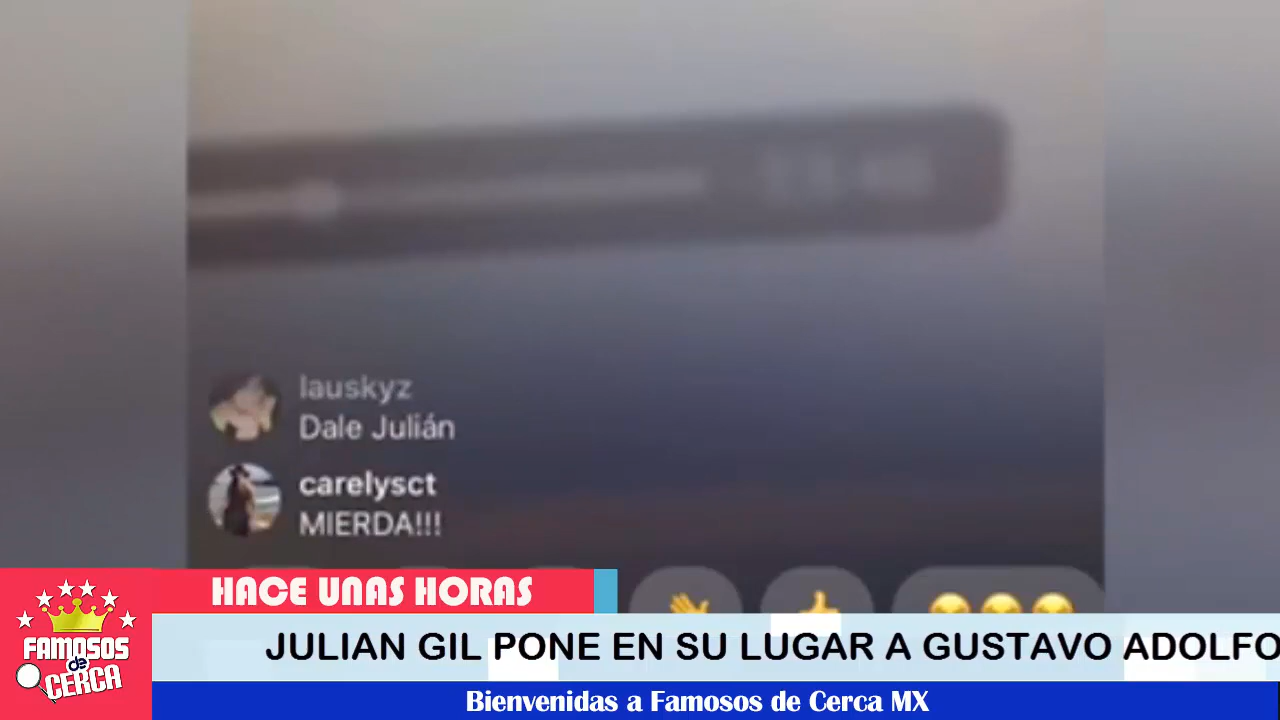 lauskyz
Dale Julián
carelysct
MIERDA!!!
HACE UNAS HORAS
FAMOSOS
de
CERCA
JULIAN GIL PONE EN SU LUGAR A GUSTAVO ADOLFO
Bienvenidas a Famosos de Cerca MX